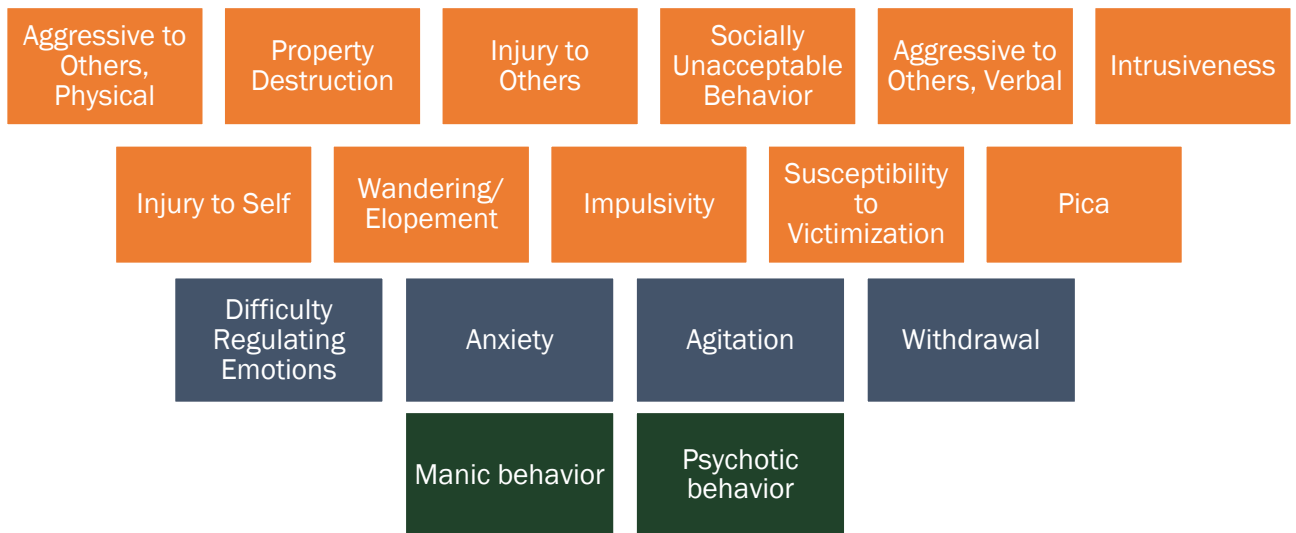 Aggressive to
Others,
Physical
Property
Destruction
Injury to
Others
Socially
Unacceptable
Behavior
Aggressive to
Others, Verbal
Intrusiveness
Injury to Self
Wandering/
Elopement
Impulsivity
Susceptibility
to
Victimization
Pica
Difficulty
Regulating
Emotions
Anxiety
Agitation
Withdrawal
Manic behavior
Psychotic
behavior